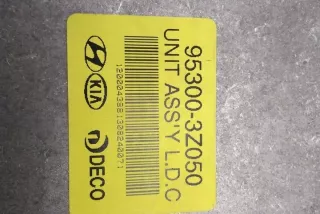 95300-3Z050
UNIT ASS'Y L.D.C
KIA
DECO